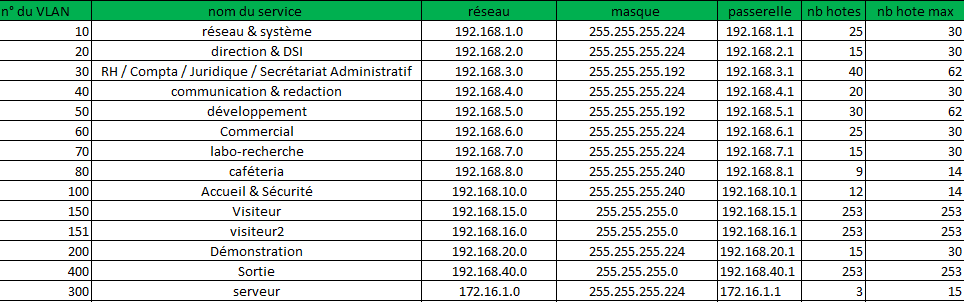 n° du VLAN nom du service réseau masque passerelle nb hotes nb hote max
10 réseau & système 192.168.1.0 255.255.255.224 192.168.1.1 25 30
20 direction & DSI 192.168.2.0 255.255.255.224 192.168.2.1 15 30
30 RH / Compta / Juridique / Secrétariat Administratif 192.168.3.0 255.255.255.192 192.168.3.1 40 62
40 communication & redaction 192.168.4.0 255.255.255.224 192.168.4.1 20 30
50 développement 192.168.5.0 255.255.255.192 192.168.5.1 30 62
60 Commercial 192.168.6.0 255.255.255.224 192.168.6.1 25 30
70 labo-recherche 192.168.7.0 255.255.255.224 192.168.7.1 15 30
80 caféteria 192.168.8.0 255.255.255.240 192.168.8.1 9 14
100 Accueil & Sécurité 192.168.10.0 255.255.255.240 192.168.10.1 12 14
150 Visiteur 192.168.15.0 255.255.255.0 192.168.15.1 253 253
151 visiteur2 192.168.16.0 255.255.255.0 192.168.16.1 253 253
200 Démonstration 192.168.20.0 255.255.255.224 192.168.20.1 15 30
400 Sortie 192.168.40.0 255.255.255.0 192.168.40.1 253 253
300 serveur 172.16.1.0 255.255.255.224 172.16.1.1 3 15